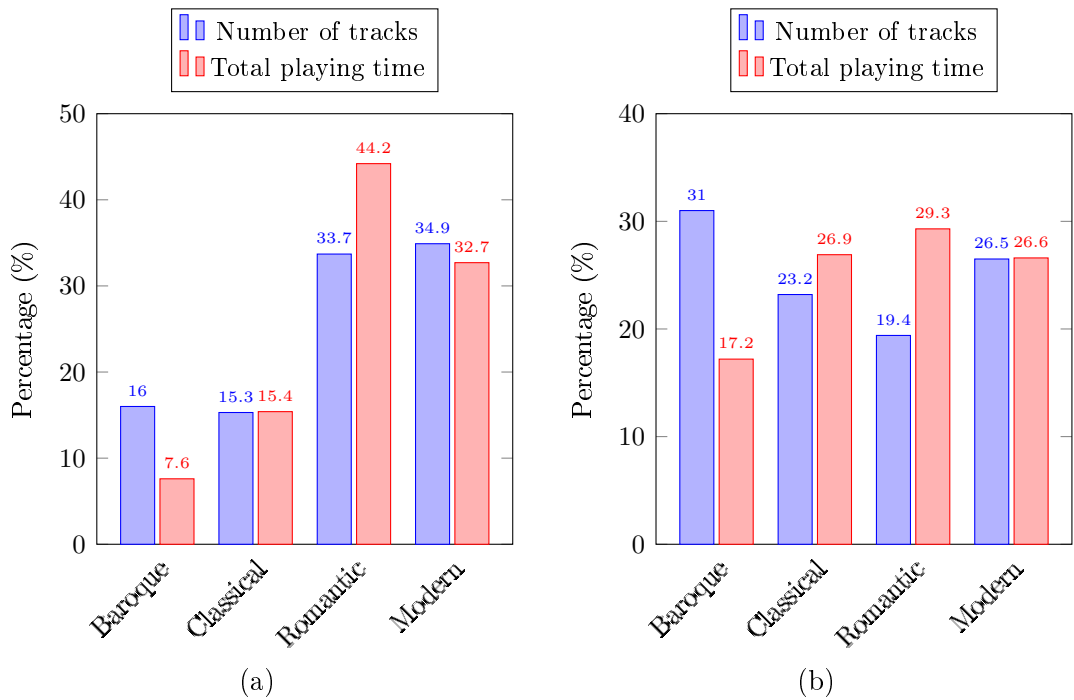 Number of tracks
Total playing time
50
40
30
20
10
0
Percentage (%)
16
7.6
15.3
15.4
33.7
44.2
34.9
32.7
Baroque
Classical
Romantic
Modern
(a)
Number of tracks
Total playing time
40
30
20
10
0
Percentage (%)
31
17.2
23.2
26.9
19.4
29.3
26.5
26.6
Baroque
Classical
Romantic
Modern
(b)